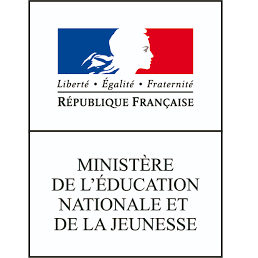 Liberté • Égalité • Fraternité
RÉPUBLIQUE FRANÇAISE
MINISTÈRE
DE L'ÉDUCATION
NATIONALE ET
DE LA JEUNESSE